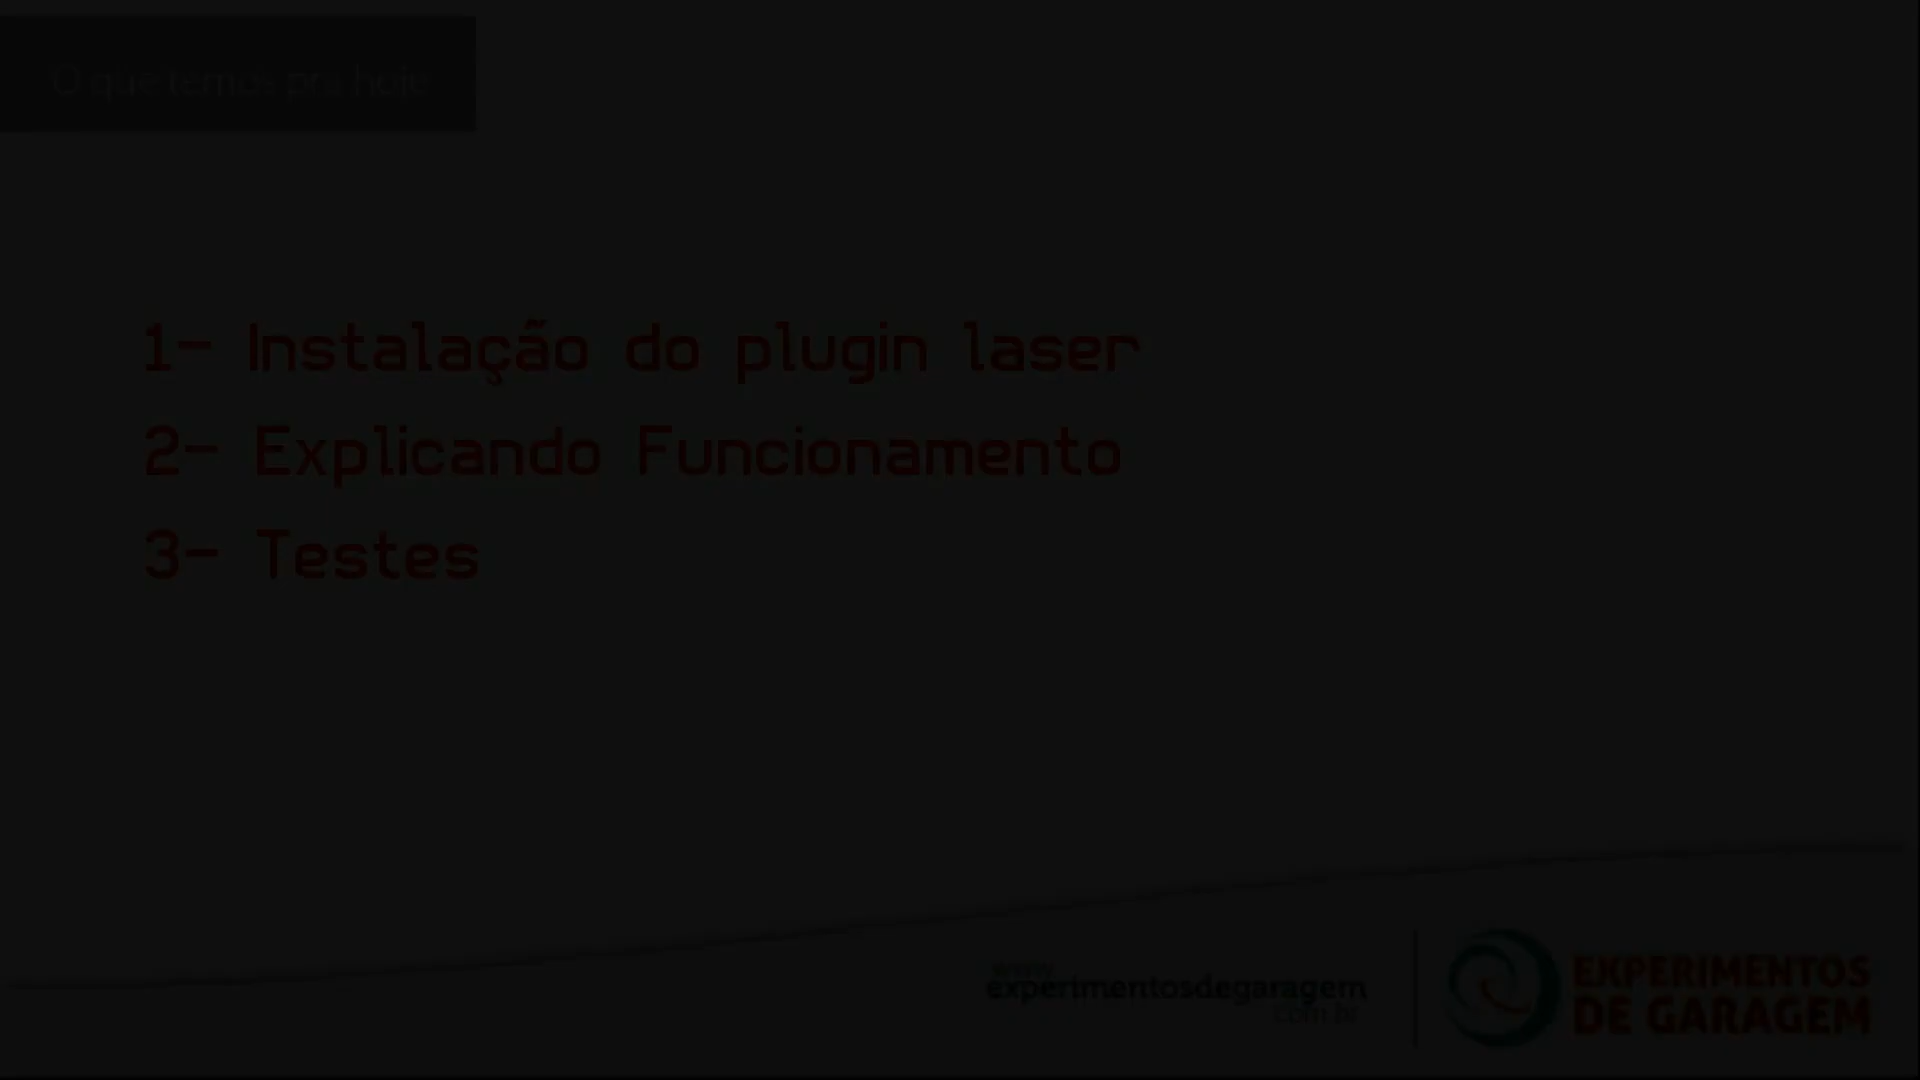 O que temos pra hoje
1- Instalação do plugin laser
2- Explicando Funcionamento
3- Testes
www.
experimentosdegaragem
.com.br
EXPERIMENTOS
DE GARAGEM